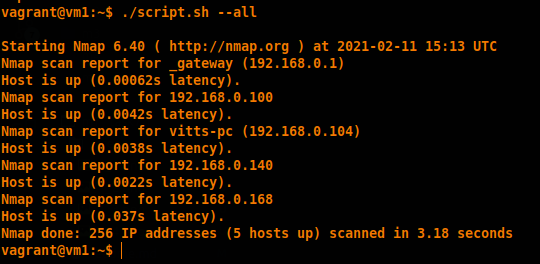 vagrant@vm1:~$ ./script.sh --all
Starting Nmap 6.40 ( http://nmap.org ) at 2021-02-11 15:13 UTC
Nmap scan report for _gateway (192.168.0.1)
Host is up (0.00062s latency).
Nmap scan report for 192.168.0.100
Host is up (0.0042s latency).
Nmap scan report for vitts-pc (192.168.0.104)
Host is up (0.0038s latency).
Nmap scan report for 192.168.0.140
Host is up (0.0022s latency).
Nmap scan report for 192.168.0.168
Host is up (0.037s latency).
Nmap done: 256 IP addresses (5 hosts up) scanned in 3.18 seconds
vagrant@vm1:~$